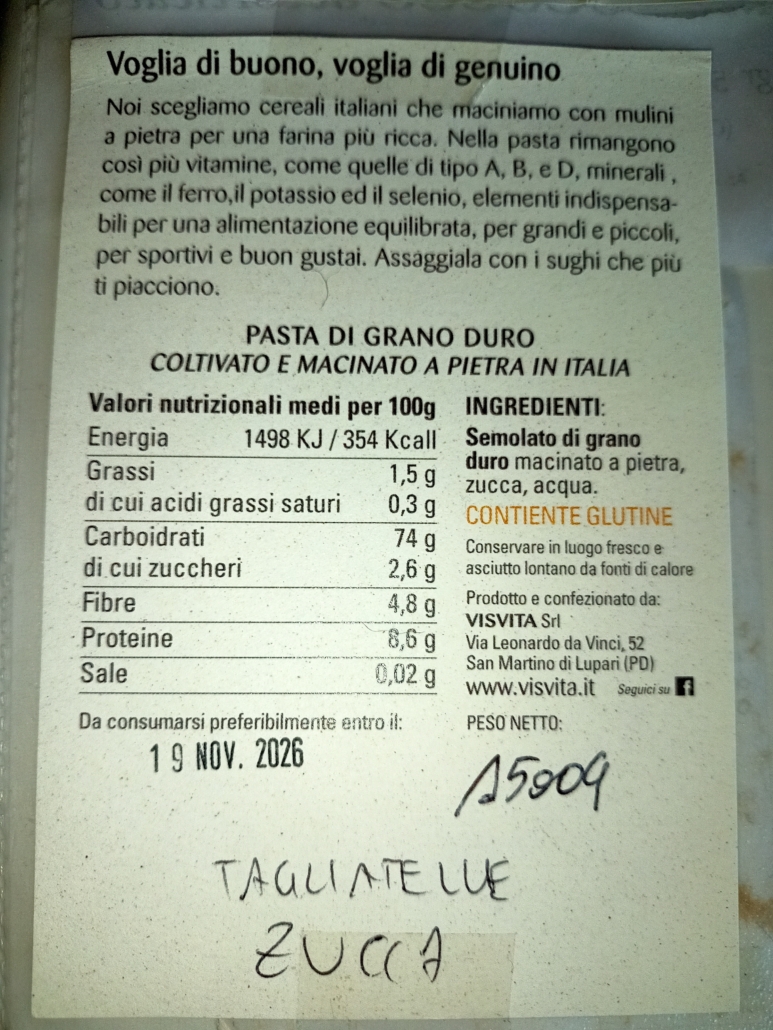 Voglia di buono, voglia di genuino
Noi scegliamo cereali italiani che maciniamo con mulini
a pietra per una farina più ricca. Nella pasta rimangono
così più vitamine, come quelle di tipo A, B, e D, minerali ,
come il ferro,il potassio ed il selenio, elementi indispensa-
bili per una alimentazione equilibrata, per grandi e piccoli,
per sportivi e buon gustai. Assaggiala con i sughi che più
ti piacciono.
PASTA DI GRANO DURO
COLTIVATO E MACINATO A PIETRA IN ITALIA
Valori nutrizionali medi per 100g
Energia 1498 KJ / 354 Kcall
Grassi 1,5 g
di cui acidi grassi saturi 0,3 g
Carboidrati 74 g
di cui zuccheri 2,6 g
Fibre 4,8 g
Proteine 8,6 g
Sale 0,02 g
Da consumarsi preferibilmente entro il:
19 NOV. 2026
INGREDIENTI:
Semolato di grano
duro macinato a pietra,
zucca, acqua.
CONTIENTE GLUTINE
Conservare in luogo fresco e
asciutto lontano da fonti di calore
Prodotto e confezionato da:
VISVITA Srl
Via Leonardo da Vinci, 52
San Martino di Lupari (PD)
www.visvita.it Seguici su f
PESO NETTO:
TAGLIATELLE
ZUCCA